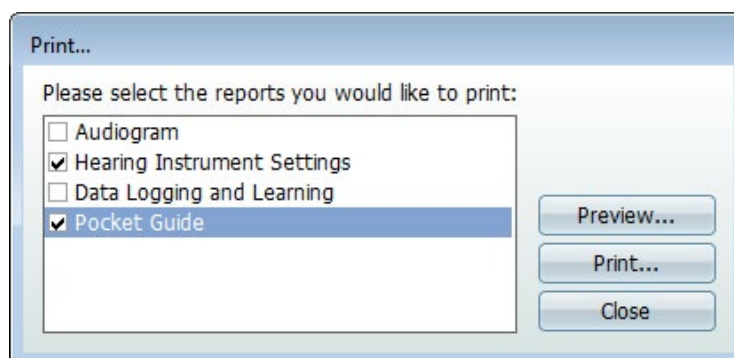 Print...
Please select the reports you would like to print:
Audiogram
Hearing Instrument Settings
Data Logging and Learning
Pocket Guide
Preview...
Print...
Close